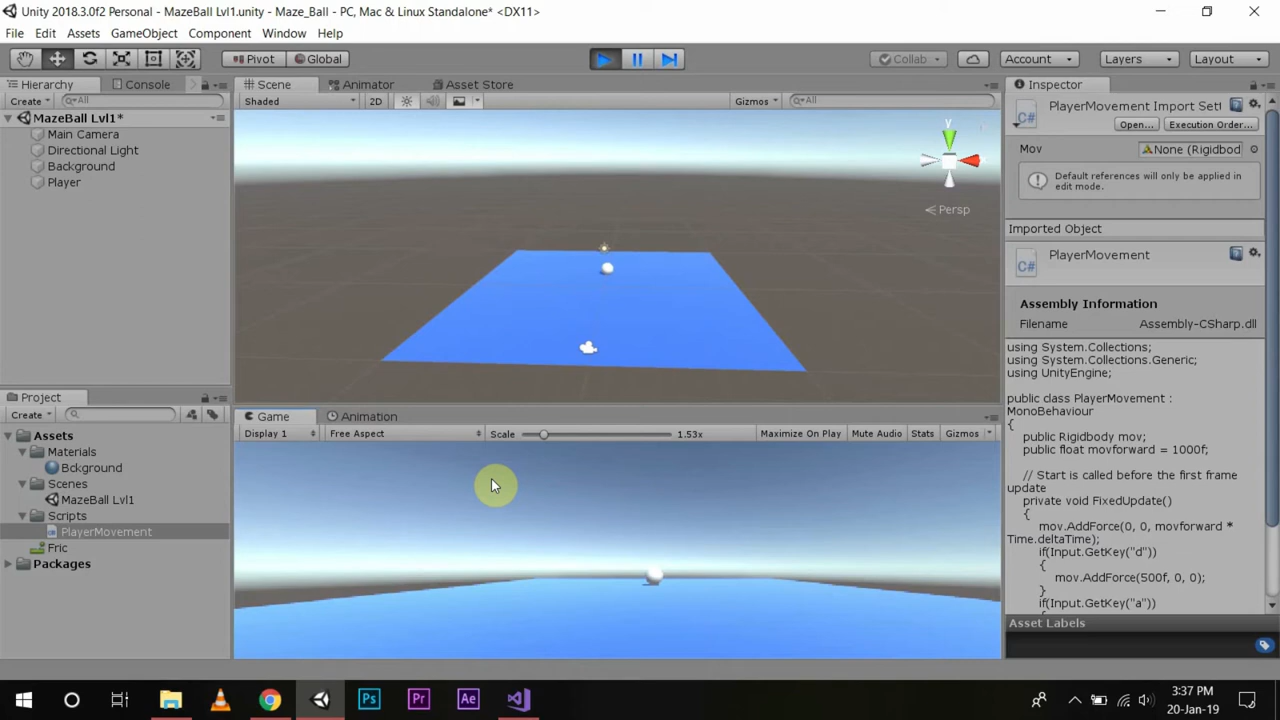 Unity 2018.3.0f2 Personal - MazeBall Lvl1.unity - Maze_Ball - PC, Mac & Linux Standalone* <DX11>
File Edit Assets GameObject Component Window Help
Pivot Global Collab Account Layers Layout
Hierarchy Console
Create All
MazeBall Lvl1*
Main Camera
Directional Light
Background
Player
Scene Animator Asset Store
Shaded 2D Gizmos All
y
Persp
Inspector
PlayerMovement Import Sett
Open... Execution Order...
Mov None (Rigidbod
Default references will only be applied in
edit mode.
Imported Object
PlayerMovement
Assembly Information
Filename Assembly-CSharp.dll
using System.Collections;
using System.Collections.Generic;
using UnityEngine;
public class PlayerMovement :
MonoBehaviour
{
public Rigidbody mov;
public float movforward = 1000f;
// Start is called before the first frame
update
private void FixedUpdate()
{
mov.AddForce(0, 0, movforward *
Time.deltaTime);
if(Input.GetKey("d"))
{
mov.AddForce(500f, 0, 0);
}
if(Input.GetKey("a"))
Asset Labels
Project
Create
Assets
Materials
Bckground
Scenes
MazeBall Lvl1
Scripts
PlayerMovement
Fric
Packages
Game Animation
Display 1 Free Aspect Scale 1.53x Maximize On Play Mute Audio Stats Gizmos
Ps Pr Ae
3:37 PM
20-Jan-19